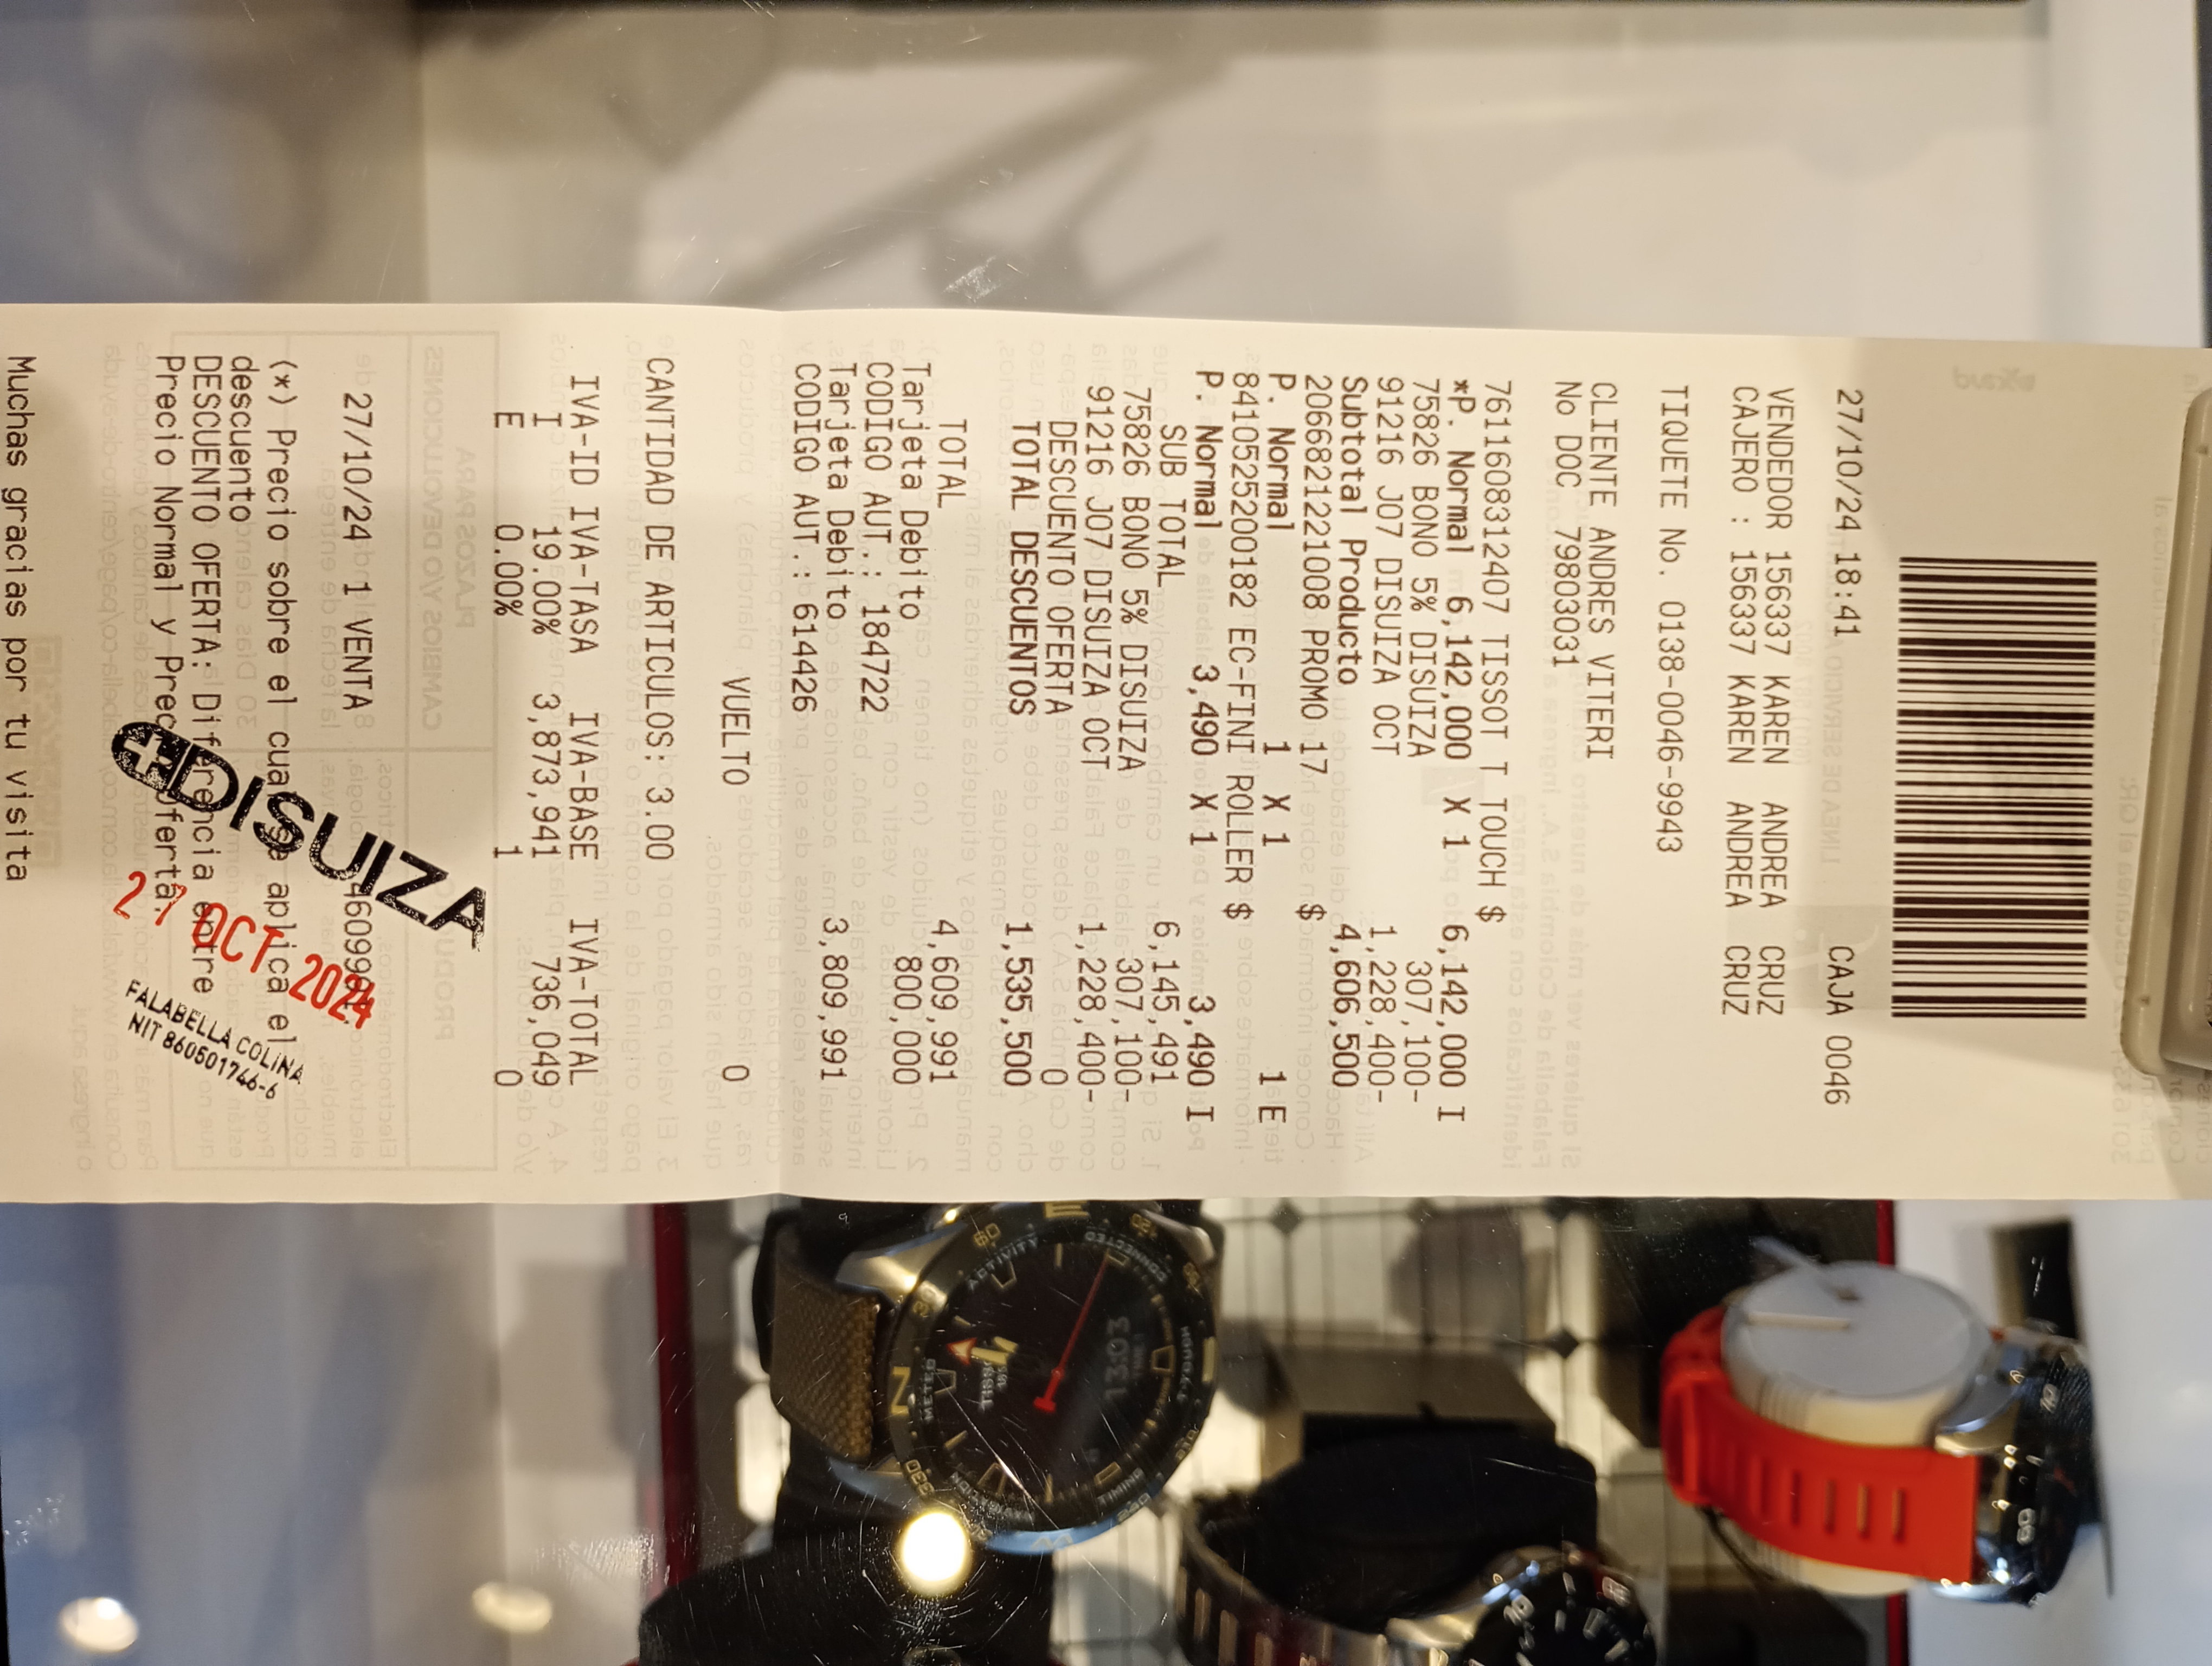 27/10/24 18:41 CAJA 0046
VENDEDOR 156337 KAREN ANDREA CRUZ
CAJERO : 156337 KAREN ANDREA CRUZ
TIQUETE No. 0138-0046-9943
CLIENTE ANDRES VITERI
No DOC 79803031
7611608312407 TISSOT T TOUCH $
*P. Normal 6,142,000 X 1 6,142,000 I
75826 BONO 5% DISUIZA 307,100-
91216 J07 DISUIZA OCT 1,228,400-
Subtotal Producto 4,606,500
2066821221008 PROMO 17 $
P. Normal 1 X 1 1 E
8410525200182 EC-FINI ROLLER $
P. Normal 3,490 X 1 3,490 I
SUB TOTAL 6,145,491
75826 BONO 5% DISUIZA 307,100-
91216 J07 DISUIZA OCT 1,228,400-
DESCUENTO OFERTA 0
TOTAL DESCUENTOS 1,535,500
TOTAL 4,609,991
Tarjeta Debito 800,000
CODIGO AUT.: 184722
Tarjeta Debito 3,809,991
CODIGO AUT.: 614426
VUELTO 0
CANTIDAD DE ARTICULOS: 3.00
IVA-ID IVA-TASA IVA-BASE IVA-TOTAL
I 19.00% 3,873,941 736,049
E 0.00% 1 0
27/10/24 1 VENTA
(*) Precio sobre el cual se aplica el
descuento
DESCUENTO OFERTA: Diferencia entre
Precio Normal y Precio Oferta.
Muchas gracias por tu visita
DISUIZA
27 OCT 2024
FALABELLA COLINA
NIT 860501746-6
CONNECTED
ACTIVITY
METEO
13:03
N
30
60
330